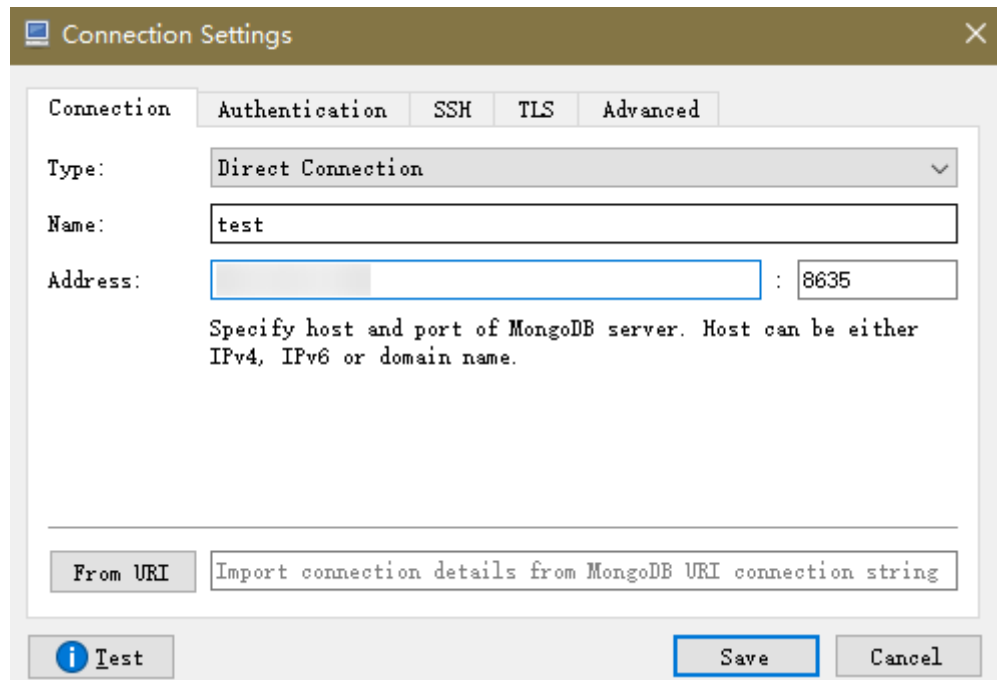 Connection Settings
Connection Authentication SSH TLS Advanced
Type: Direct Connection
Name: test
Address: : 8635
Specify host and port of MongoDB server. Host can be either
IPv4, IPv6 or domain name.
From URI Import connection details from MongoDB URI connection string
Test Save Cancel